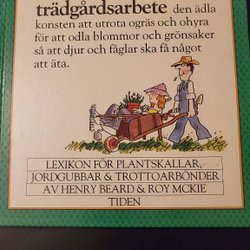 trädgårdsarbete den ädla
konsten att utrota ogräs och ohyra
för att odla blommor och grönsaker
så att djur och fåglar ska få något
att äta.
LEXIKON FÖR PLANTSKALLAR,
JORDGUBBAR & TROTTOARBÖNDER
AV HENRY BEARD & ROY MCKIE
TIDEN